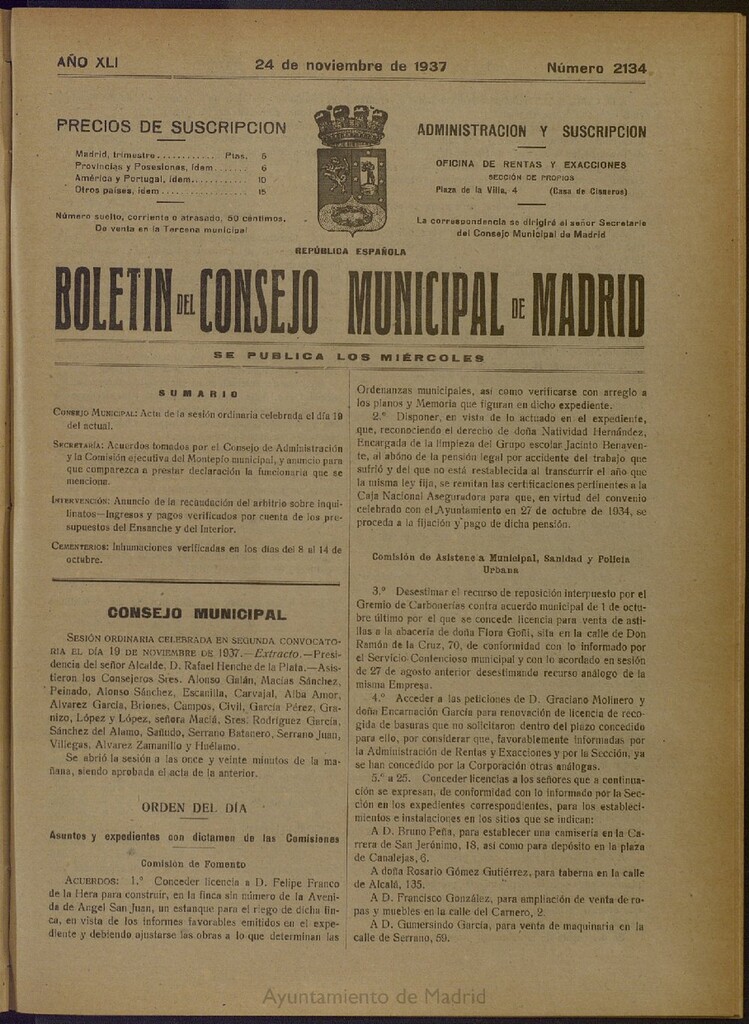 AÑO XLI
24 de noviembre de 1937
Número 2134
PRECIOS DE SUSCRIPCION
Madrid, trimestre............ Ptas. 5
Provincias y Posesiones, ídem....... 6
América y Portugal, ídem........... 10
Otros países, ídem................. 15
Número suelto, corriente o atrasado, 50 céntimos.
De venta en la Tercena municipal
ADMINISTRACION Y SUSCRIPCION
OFICINA DE RENTAS Y EXACCIONES
SECCIÓN DE PROPIOS
Plaza de la Villa, 4 (Casa de Cisneros)
La correspondencia se dirigirá al señor Secretario
del Consejo Municipal de Madrid
REPÚBLICA ESPAÑOLA
BOLETIN DEL CONSEJO MUNICIPAL DE MADRID
SE PUBLICA LOS MIÉRCOLES
SUMARIO
CONSEJO MUNICIPAL: Acta de la sesión ordinaria celebrada el día 19
del actual.
SECRETARÍA: Acuerdos tomados por el Consejo de Administración
y la Comisión ejecutiva del Montepío municipal, y anuncio para
que comparezca a prestar declaración la funcionaria que se
menciona.
INTERVENCIÓN: Anuncio de la recaudación del arbitrio sobre inqui-
linatos—Ingresos y pagos verificados por cuenta de los pre-
supuestos del Ensanche y del Interior.
CEMENTERIOS: Inhumaciones verificadas en los días del 8 al 14 de
octubre.
CONSEJO MUNICIPAL
SESIÓN ORDINARIA CELEBRADA EN SEGUNDA CONVOCATO-
RIA EL DÍA 19 DE NOVIEMBRE DE 1937.—Extracto.—Presi-
dencia del señor Alcalde, D. Rafael Henche de la Plata.—Asis-
tieron los Consejeros Sres. Alonso Galán, Macías Sánchez,
Peinado, Alonso Sánchez, Escanilla, Carvajal, Alba Amor,
Alvarez García, Briones, Campos, Civil, García Pérez, Gra-
nizo, López y López, señora Maciá, Sres. Rodríguez García,
Sánchez del Alamo, Sañudo, Serrano Batanero, Serrano Juan,
Villegas, Alvarez Zamanillo y Huélamo.
Se abrió la sesión a las once y veinte minutos de la ma-
ñana, siendo aprobada el acta de la anterior.
ORDEN DEL DÍA
Asuntos y expedientes con dictamen de las Comisiones
Comisión de Fomento
ACUERDOS: 1.º Conceder licencia a D. Felipe Franco
de la Hera para construir, en la finca sin número de la Aveni-
da de Angel San Juan, un estanque para el riego de dicha fin-
ca, en vista de los informes favorables emitidos en el expe-
diente y debiendo ajustarse las obras a lo que determinan las
Ordenanzas municipales, así como verificarse con arreglo a
los planos y Memoria que figuran en dicho expediente.
2.º Disponer, en vista de lo actuado en el expediente,
que, reconociendo el derecho de doña Natividad Hernández,
Encargada de la limpieza del Grupo escolar Jacinto Benaven-
te, al abono de la pensión legal por accidente del trabajo que
sufrió y del que no está restablecida al transcurrir el año que
la misma ley fija, se remitan las certificaciones pertinentes a la
Caja Nacional Aseguradora para que, en virtud del convenio
celebrado con el Ayuntamiento en 27 de octubre de 1934, se
proceda a la fijación y pago de dicha pensión.
Comisión de Asistencia Municipal, Sanidad y Policía
Urbana
3.º Desestimar el recurso de reposición interpuesto por el
Gremio de Carbonerías contra acuerdo municipal de 1 de octu-
bre último por el que se concede licencia para venta de asti-
llas a la abacería de doña Flora Goñi, sita en la calle de Don
Ramón de la Cruz, 70, de conformidad con lo informado por
el Servicio Contencioso municipal y con lo acordado en sesión
de 27 de agosto anterior desestimando recurso análogo de la
misma Empresa.
4.º Acceder a las peticiones de D. Graciano Molinero y
doña Encarnación García para renovación de licencia de reco-
gida de basuras que no solicitaron dentro del plazo concedido
para ello, por considerar que, favorablemente informadas por
la Administración de Rentas y Exacciones y por la Sección, ya
se han concedido por la Corporación otras análogas.
5.º a 25. Conceder licencias a los señores que a continua-
ción se expresan, de conformidad con lo informado por la Sec-
ción en los expedientes correspondientes, para los estableci-
mientos e instalaciones en los sitios que se indican:
A D. Bruno Peña, para establecer una camisería en la Ca-
rrera de San Jerónimo, 18, así como para depósito en la plaza
de Canalejas, 6.
A doña Rosario Gómez Gutiérrez, para taberna en la calle
de Alcalá, 135.
A D. Francisco González, para ampliación de venta de ro-
pas y muebles en la calle del Carnero, 2.
A D. Gumersindo García, para venta de maquinaria en la
calle de Serrano, 59.
Ayuntamiento de Madrid